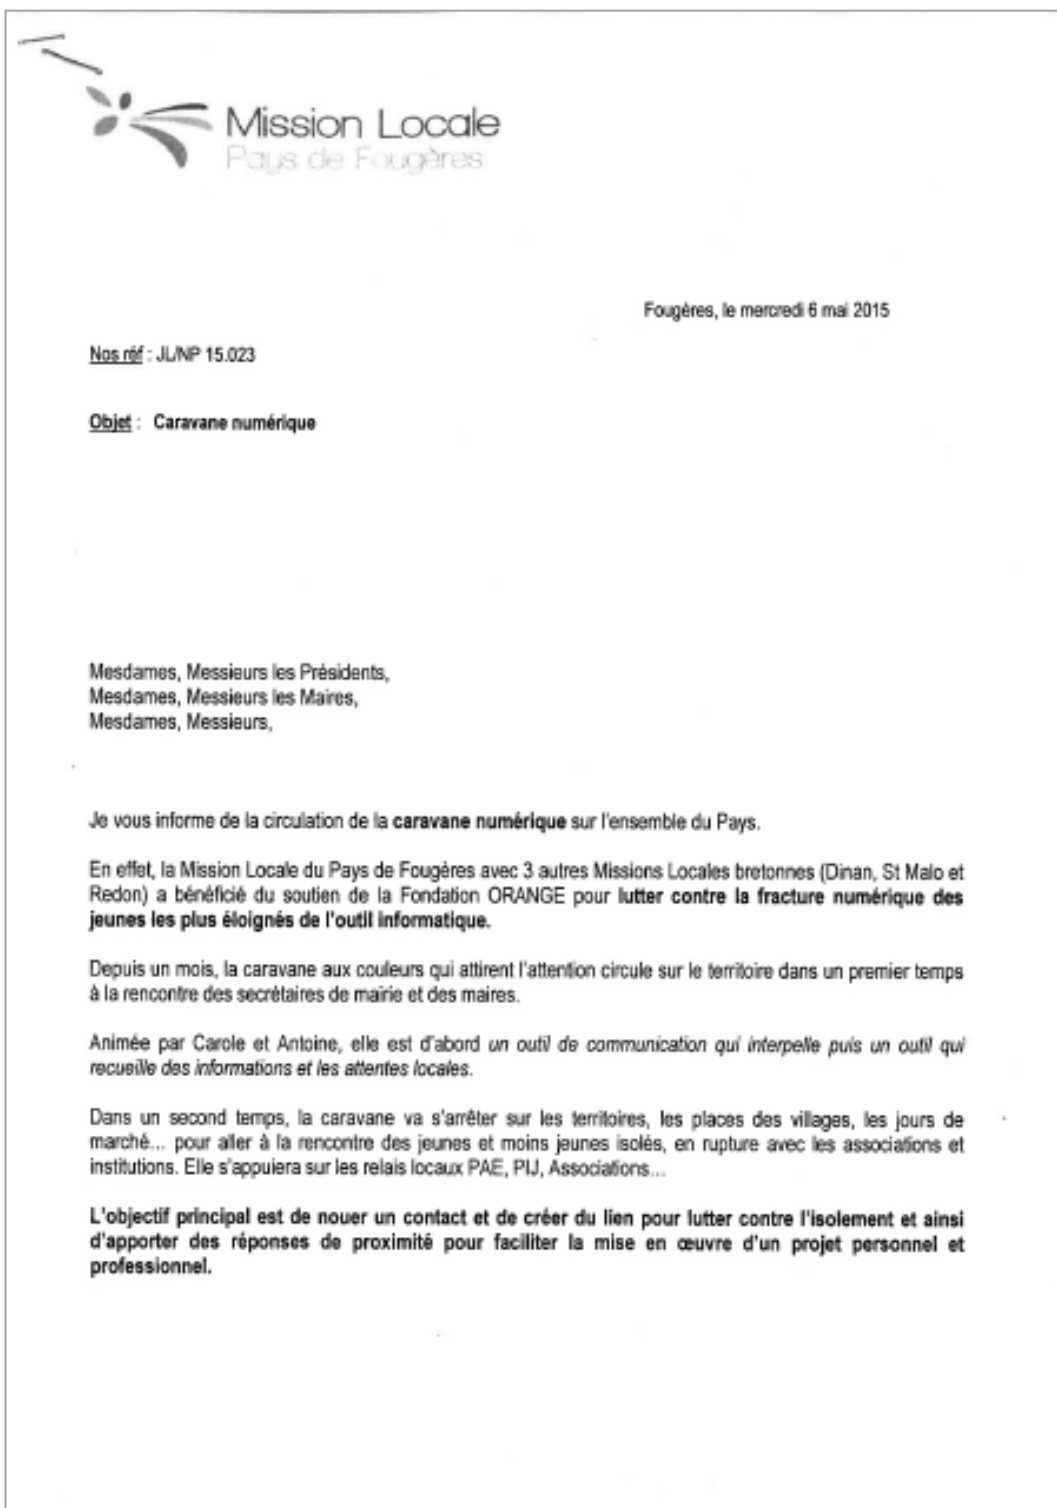 Mission Locale
Pays de Fougères
Fougères, le mercredi 6 mai 2015
Nos réf : JL/NP 15.023
Objet : Caravane numérique
Mesdames, Messieurs les Présidents,
Mesdames, Messieurs les Maires,
Mesdames, Messieurs,
Je vous informe de la circulation de la caravane numérique sur l'ensemble du Pays.
En effet, la Mission Locale du Pays de Fougères avec 3 autres Missions Locales bretonnes (Dinan, St Malo et
Redon) a bénéficié du soutien de la Fondation ORANGE pour lutter contre la fracture numérique des
jeunes les plus éloignés de l'outil informatique.
Depuis un mois, la caravane aux couleurs qui attirent l'attention circule sur le territoire dans un premier temps
à la rencontre des secrétaires de mairie et des maires.
Animée par Carole et Antoine, elle est d'abord un outil de communication qui interpelle puis un outil qui
recueille des informations et les attentes locales.
Dans un second temps, la caravane va s'arrêter sur les territoires, les places des villages, les jours de
marché... pour aller à la rencontre des jeunes et moins jeunes isolés, en rupture avec les associations et
institutions. Elle s'appuiera sur les relais locaux PAE, PIJ, Associations...
L'objectif principal est de nouer un contact et de créer du lien pour lutter contre l'isolement et ainsi
d'apporter des réponses de proximité pour faciliter la mise en œuvre d'un projet personnel et
professionnel.